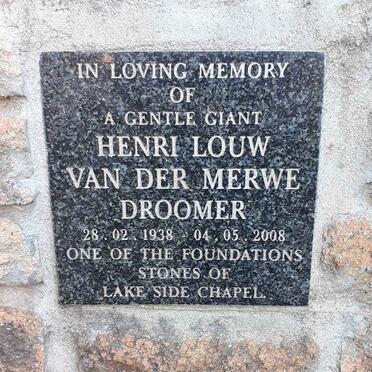 IN LOVING MEMORY
OF
A GENTLE GIANT
HENRI LOUW
VAN DER MERWE
DROOMER
28.02.1938 - 04.05.2008
ONE OF THE FOUNDATIONS
STONES OF
LAKE SIDE CHAPEL.